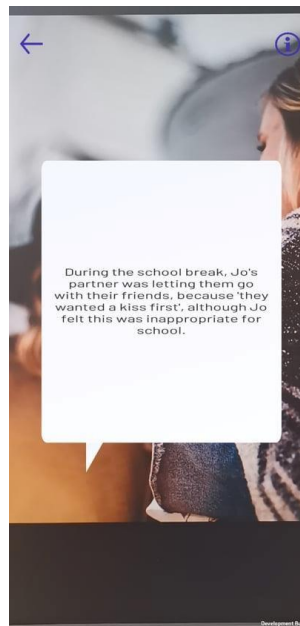 During the school break, Jo's
partner was letting them go
with their friends, because 'they
wanted a kiss first', although Jo
felt this was inappropriate for
school.